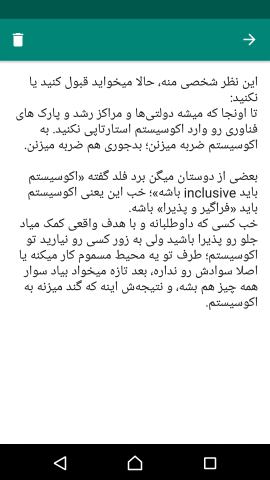 این نظر شخصی منه، حالا میخواید قبول کنید یا
نکنید:
تا اونجا که میشه دولتی‌ها و مراکز رشد و پارک های
فناوری رو وارد اکوسیستم استارتاپی نکنید. به
اکوسیستم ضربه میزنن؛ بدجوری هم ضربه میزنن.
بعضی از دوستان میگن برد فلد گفته «اکوسیستم
باید inclusive باشه»؛ خب این یعنی اکوسیستم
باید «فراگیر و پذیرا» باشه.
خب کسی که داوطلبانه و با هدف واقعی کمک میاد
جلو رو پذیرا باشید ولی به زور کسی رو نیارید تو
اکوسیستم؛ طرف تو یه محیط مسموم کار میکنه یا
اصلا سوادش رو نداره، بعد تازه میخواد بیاد سوار
همه چیز هم بشه، و نتیجه‌ش اینه که گند میزنه به
اکوسیستم.